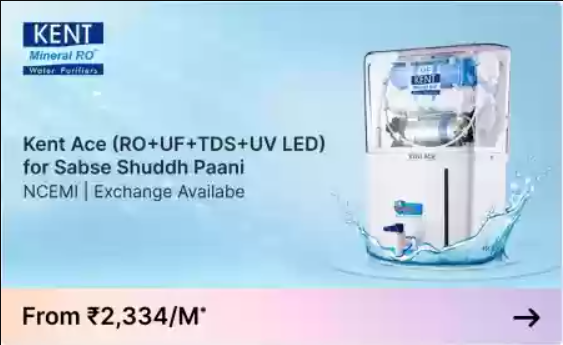 KENT
Mineral RO™
Water Purifiers
KENT
Kent Ace (RO+UF+TDS+UV LED)
for Sabse Shuddh Paani
NCEMI | Exchange Availabe
From ₹2,334/M*